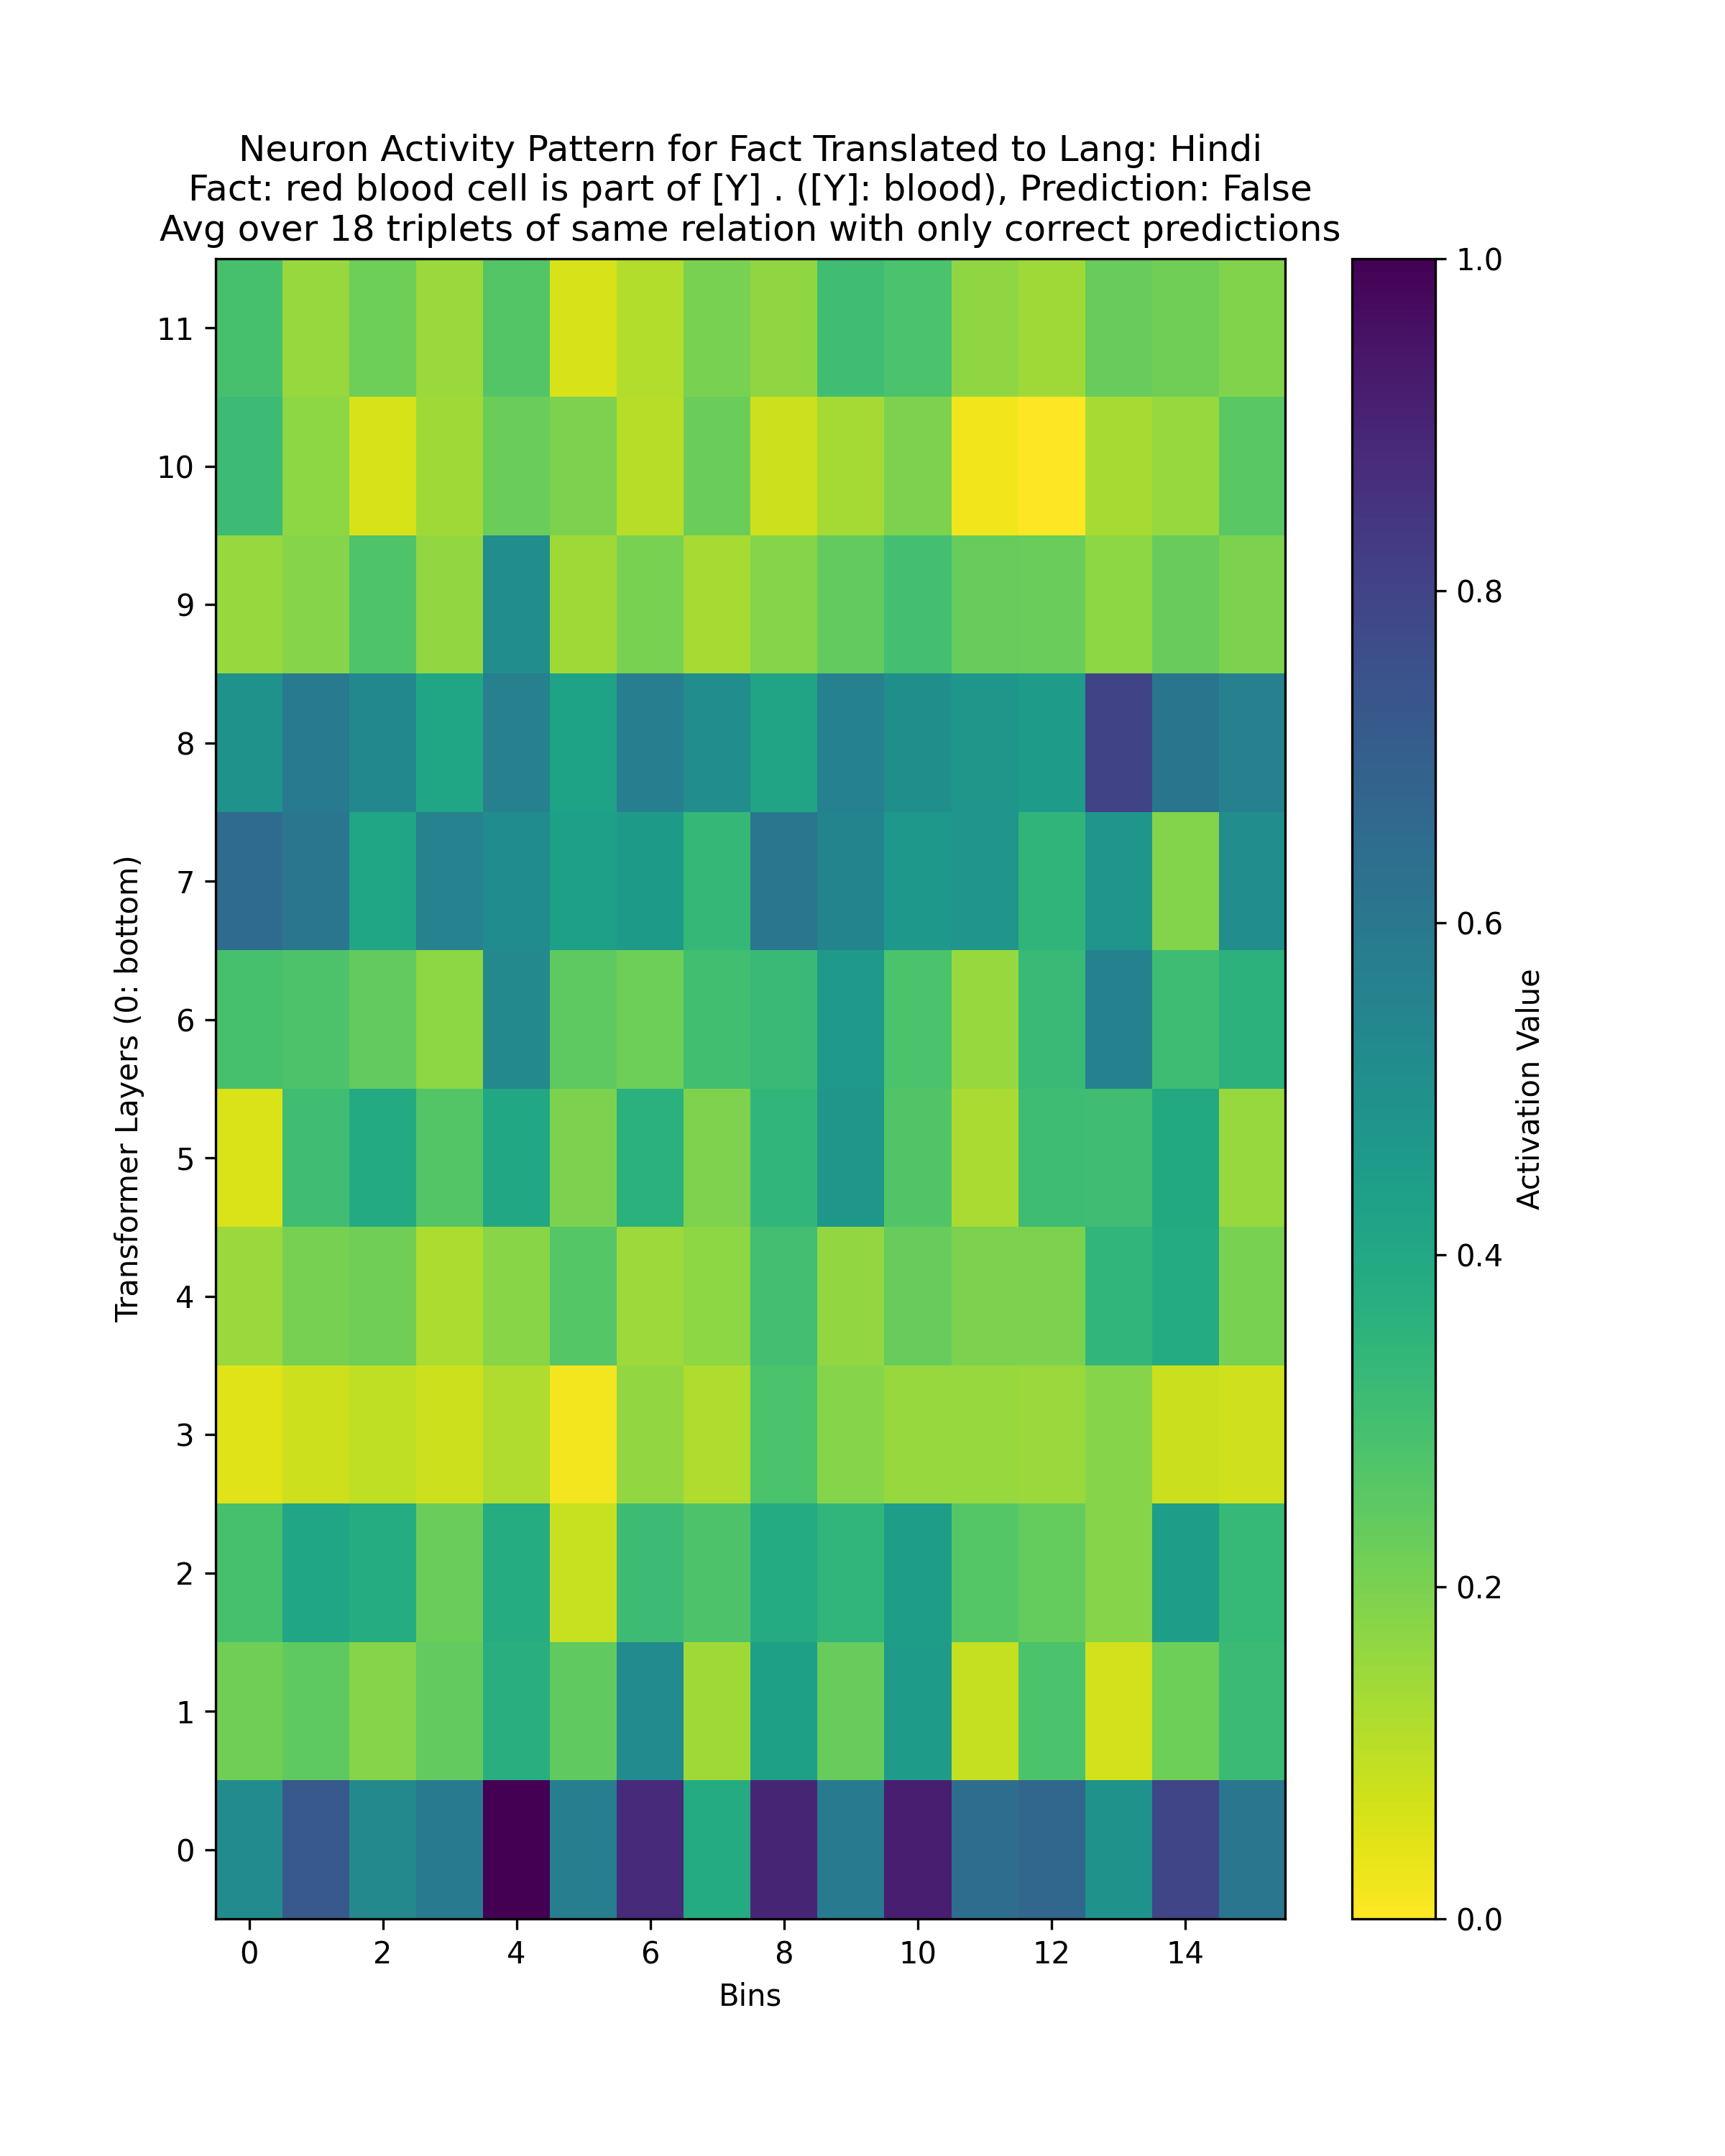 Neuron Activity Pattern for Fact Translated to Lang: Hindi
Fact: red blood cell is part of [Y] . ([Y]: blood), Prediction: False
Avg over 18 triplets of same relation with only correct predictions
11
10
9
8
7
6
5
4
3
2
1
0
Transformer Layers (0: bottom)
0 2 4 6 8 10 12 14
Bins
1.0
0.8
0.6
0.4
0.2
0.0
Activation Value